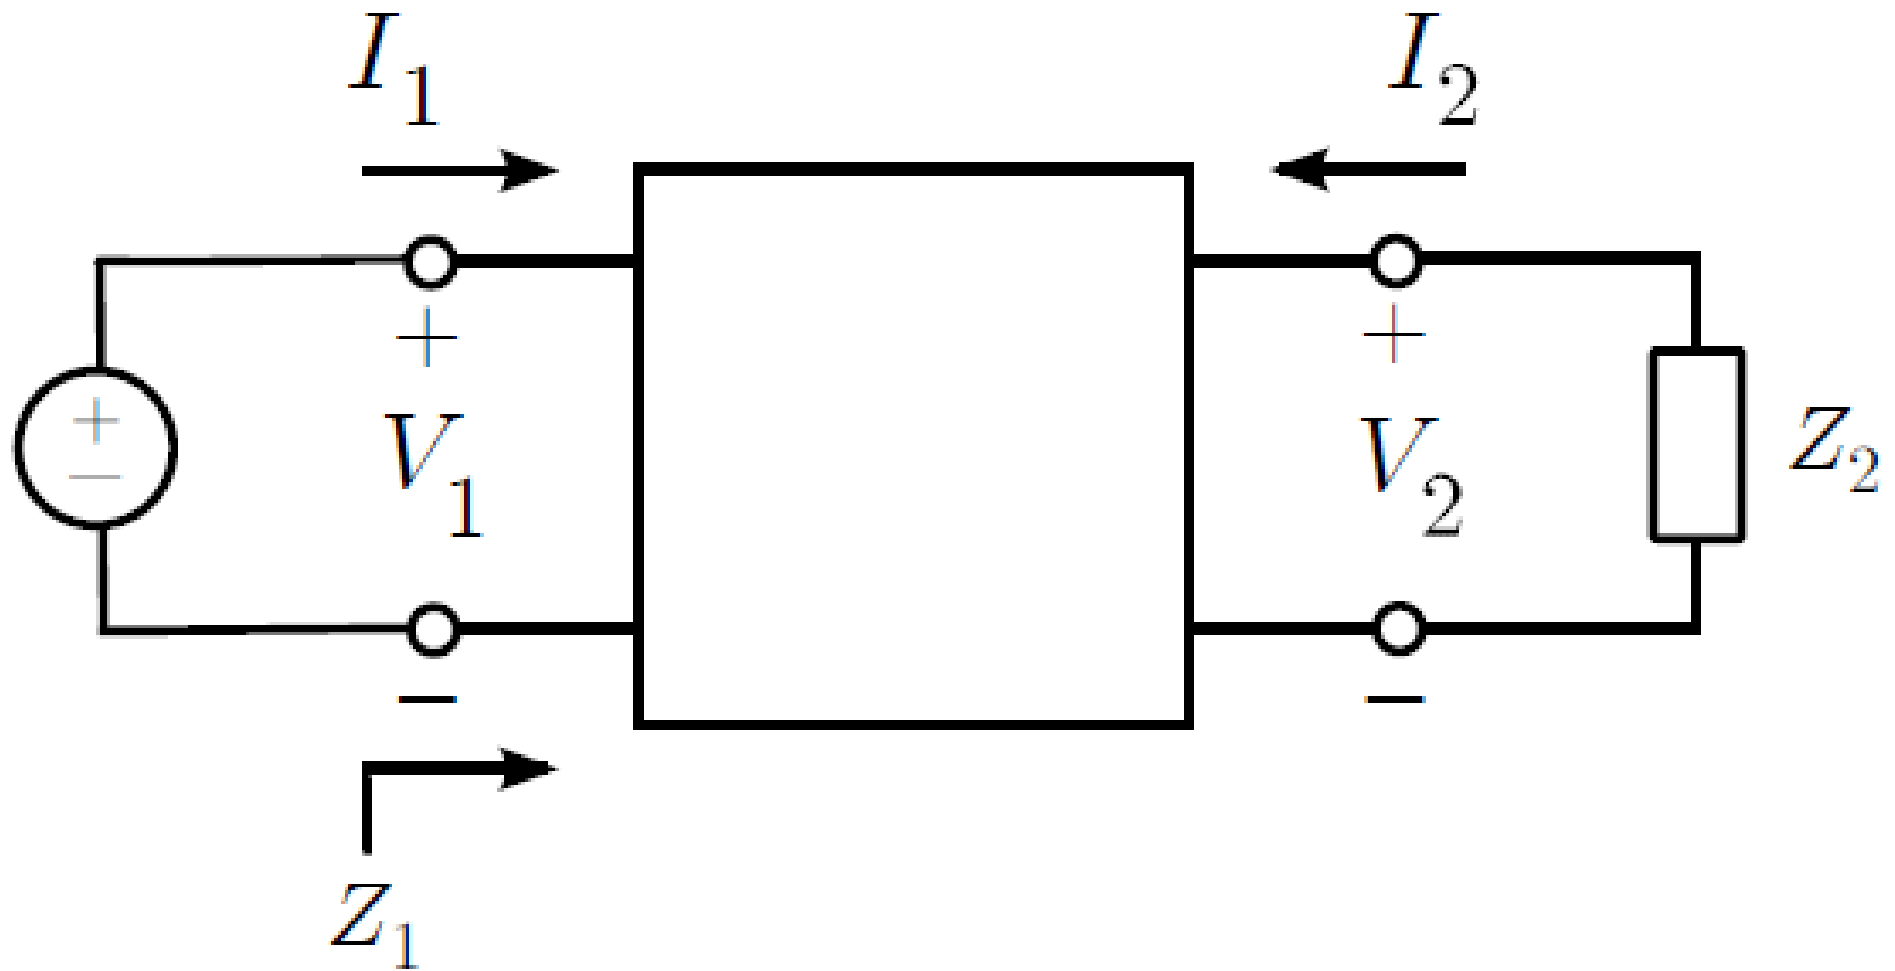 I₁
I₂
+
+
+
−
V₁
V₂
Z₂
−
−
Z₁